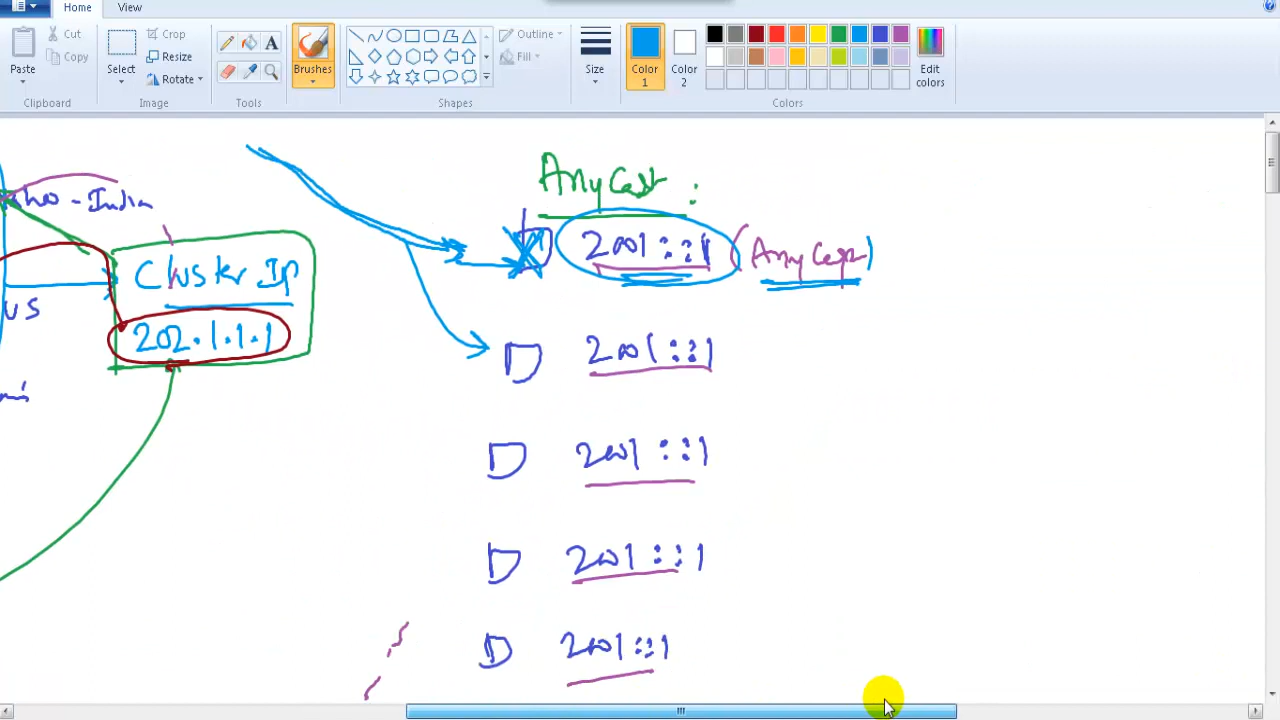 Home View
Cut
Copy
Paste
Clipboard
Select
Crop
Resize
Rotate
Image
Tools
Brushes
Shapes
Outline
Fill
Size
Color 1
Color 2
Edit colors
Colors
AnyCast :
- India
2001::1 (AnyCast)
Cluster IP
US
202.1.1.1
2001::1
2001::1
2001::1
2001::1